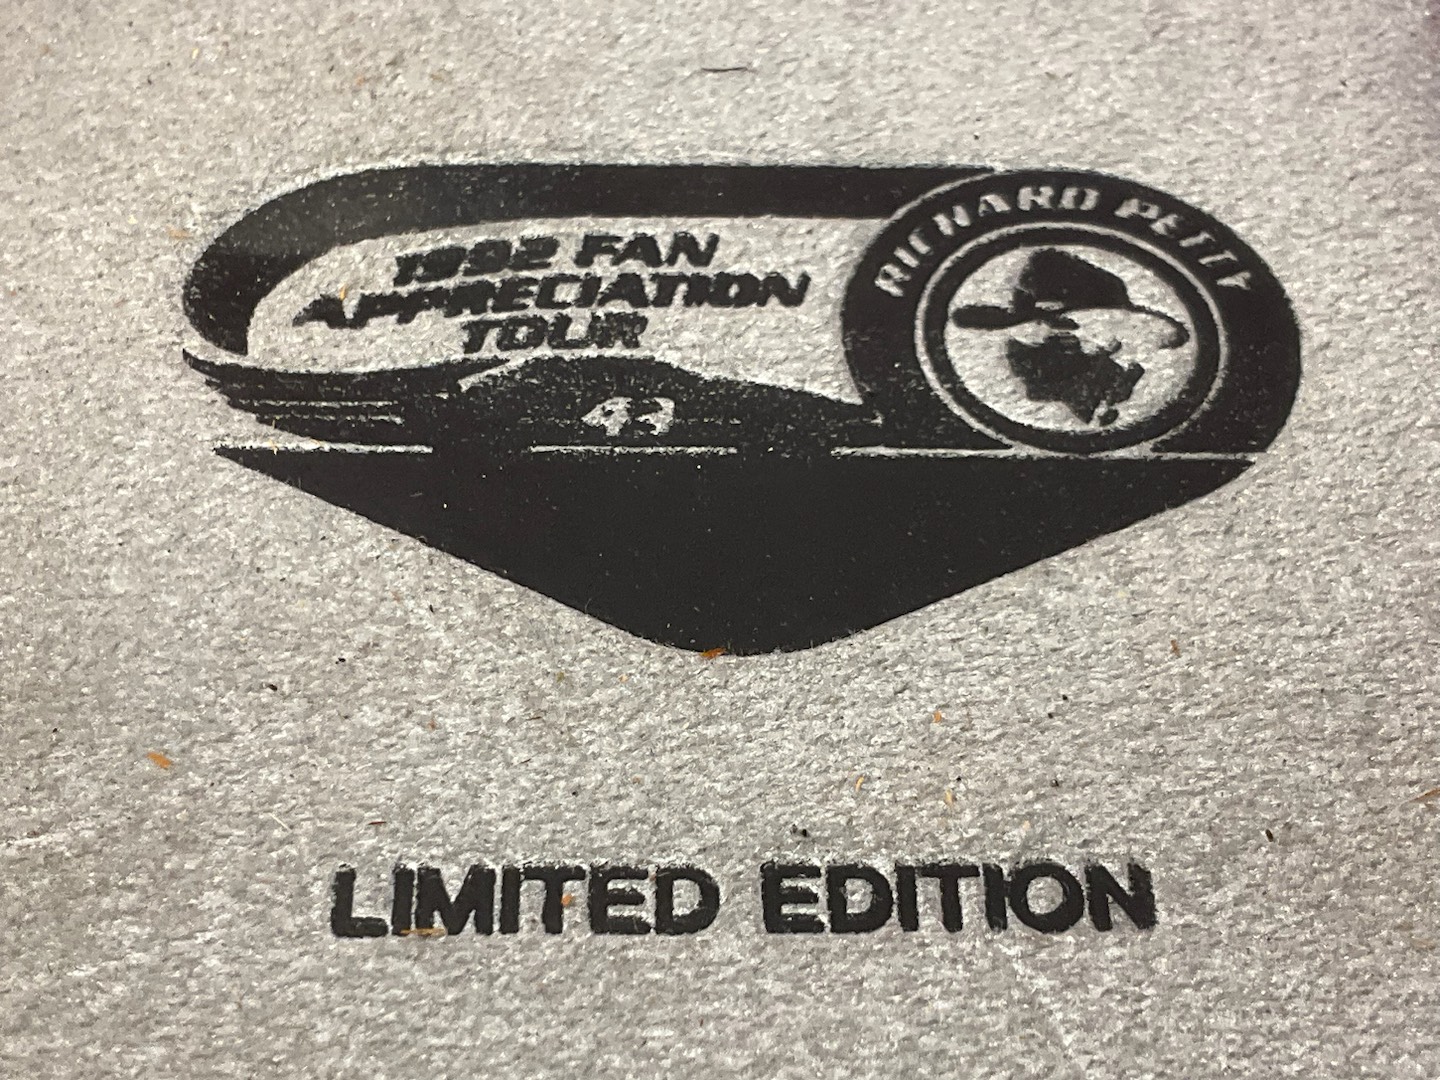 1992 FAN
APPRECIATION
TOUR
RICHARD PETTY
43
LIMITED EDITION